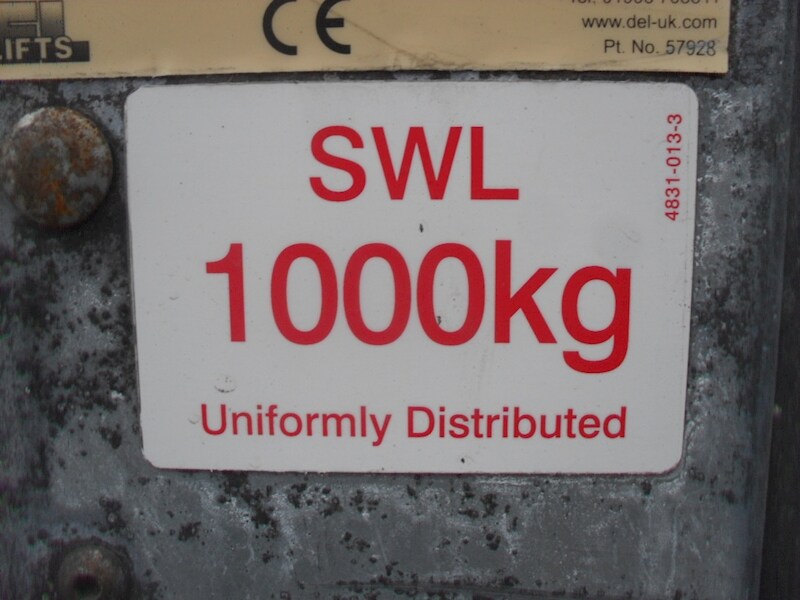 LIFTS
CE
www.del-uk.com
Pt. No. 57928
SWL
1000kg
Uniformly Distributed
4831-013-3